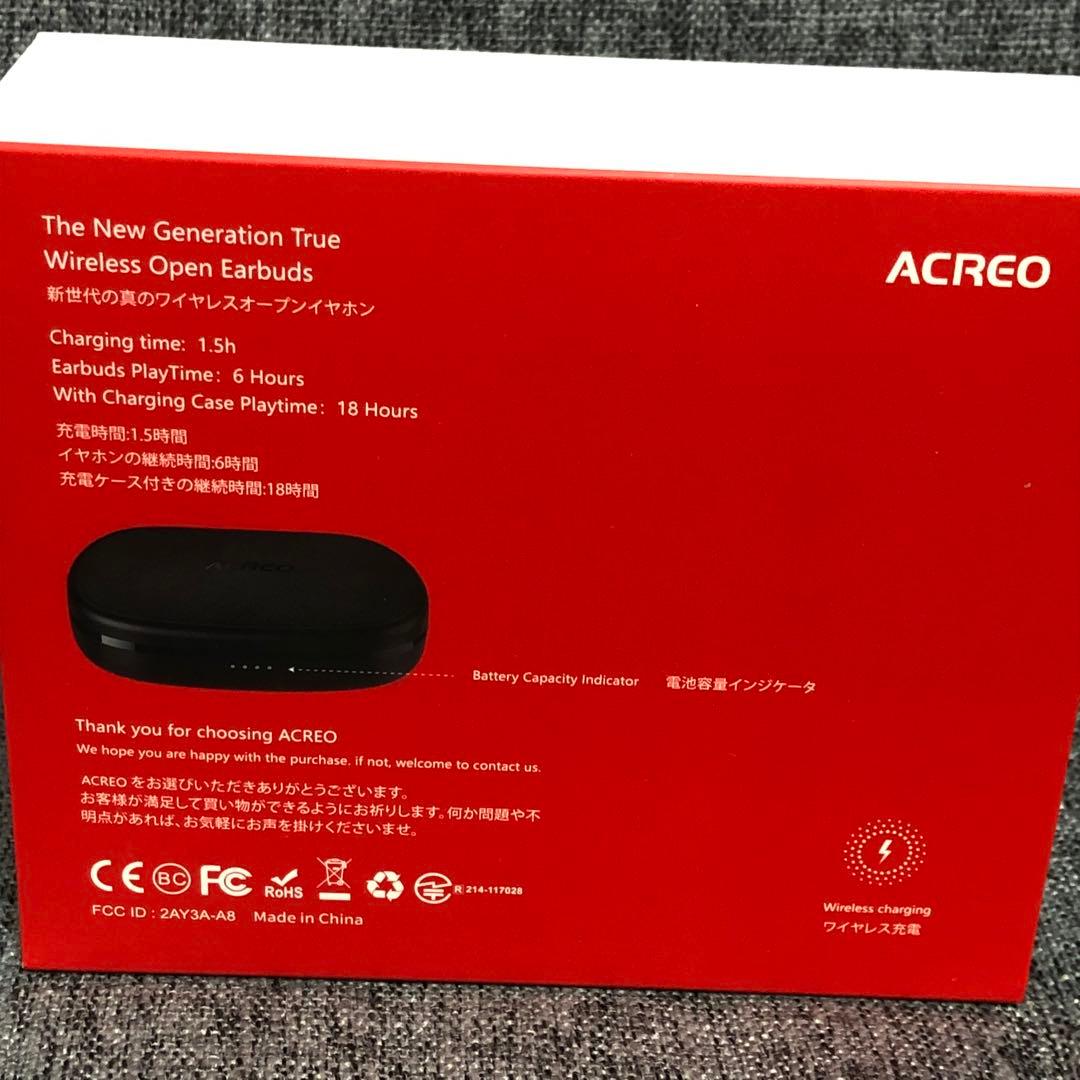 The New Generation True
Wireless Open Earbuds
新世代の真のワイヤレスオープンイヤホン
ACREO
Charging time: 1.5h
Earbuds PlayTime: 6 Hours
With Charging Case Playtime: 18 Hours
充電時間:1.5時間
イヤホンの継続時間:6時間
充電ケース付きの継続時間:18時間
ACREO
Battery Capacity Indicator 電池容量インジケータ
Thank you for choosing ACREO
We hope you are happy with the purchase. if not, welcome to contact us.
ACREO をお選びいただきありがとうございます。
お客様が満足して買い物ができるようにお祈りします。何か問題や不
明点があれば、お気軽にお声を掛けくださいませ。
CE BC FC RoHS R 214-117028
FCC ID : 2AY3A-A8 Made in China
Wireless charging
ワイヤレス充電